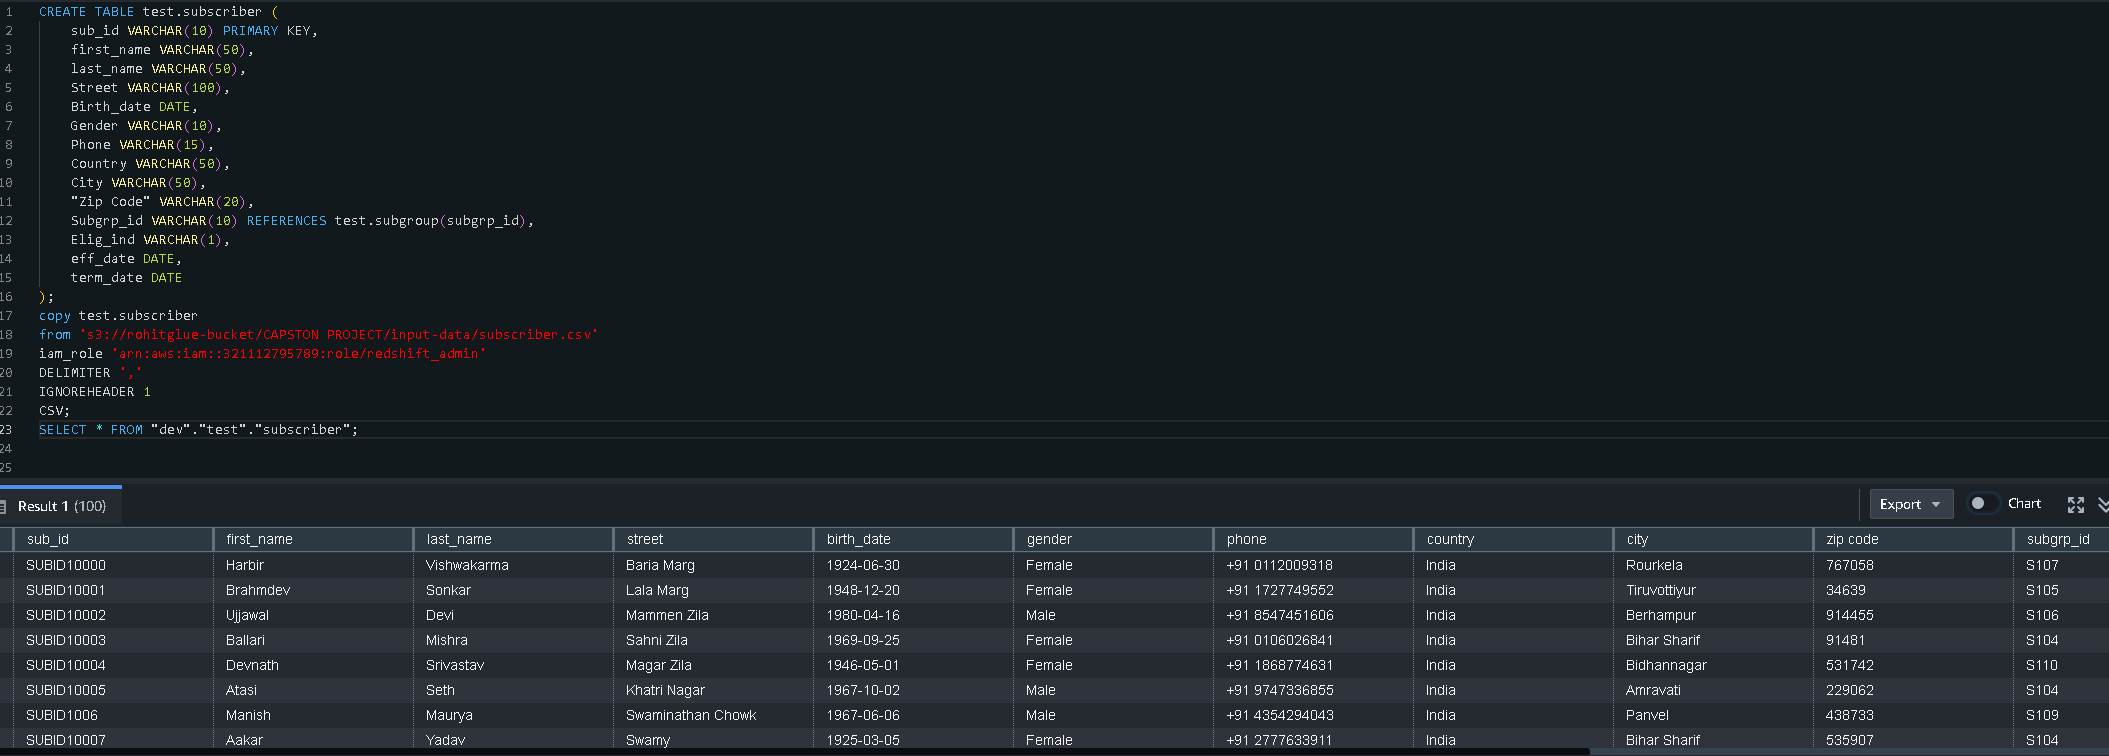 1 CREATE TABLE test.subscriber (
2 sub_id VARCHAR(10) PRIMARY KEY,
3 first_name VARCHAR(50),
4 last_name VARCHAR(50),
5 Street VARCHAR(100),
6 Birth_date DATE,
7 Gender VARCHAR(10),
8 Phone VARCHAR(15),
9 Country VARCHAR(50),
10 City VARCHAR(50),
11 "Zip Code" VARCHAR(20),
12 Subgrp_id VARCHAR(10) REFERENCES test.subgroup(subgrp_id),
13 Elig_ind VARCHAR(1),
14 eff_date DATE,
15 term_date DATE
16 );
17 copy test.subscriber
18 from 's3://rohitglue-bucket/CAPSTON PROJECT/input-data/subscriber.csv'
19 iam_role 'arn:aws:iam::321112795789:role/redshift_admin'
20 DELIMITER ','
21 IGNOREHEADER 1
22 CSV;
23 SELECT * FROM "dev"."test"."subscriber";
24
25
Result 1 (100) Export Chart
sub_id first_name last_name street birth_date gender phone country city zip code subgrp_id
SUBID10000 Harbir Vishwakarma Baria Marg 1924-06-30 Female +91 0112009318 India Rourkela 767058 S107
SUBID10001 Brahmdev Sonkar Lala Marg 1948-12-20 Female +91 1727749552 India Tiruvottiyur 34639 S105
SUBID10002 Ujjawal Devi Mammen Zila 1980-04-16 Male +91 8547451606 India Berhampur 914455 S106
SUBID10003 Ballari Mishra Sahni Zila 1969-09-25 Female +91 0106026841 India Bihar Sharif 91481 S104
SUBID10004 Devnath Srivastav Magar Zila 1946-05-01 Female +91 1868774631 India Bidhannagar 531742 S110
SUBID10005 Atasi Seth Khatri Nagar 1967-10-02 Male +91 9747336855 India Amravati 229062 S104
SUBID1006 Manish Maurya Swaminathan Chowk 1967-06-06 Male +91 4354294043 India Panvel 438733 S109
SUBID10007 Aakar Yadav Swamy 1925-03-05 Female +91 2777633911 India Bihar Sharif 535907 S104